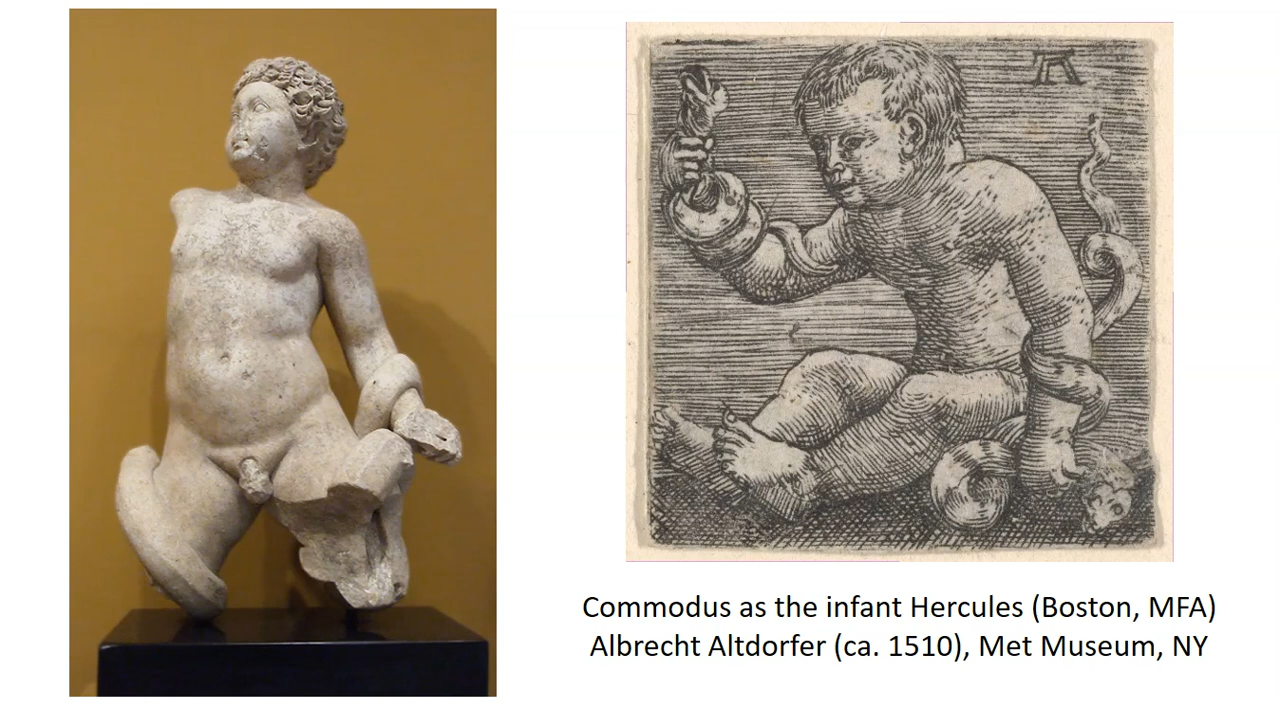 Commodus as the infant Hercules (Boston, MFA)
Albrecht Altdorfer (ca. 1510), Met Museum, NY